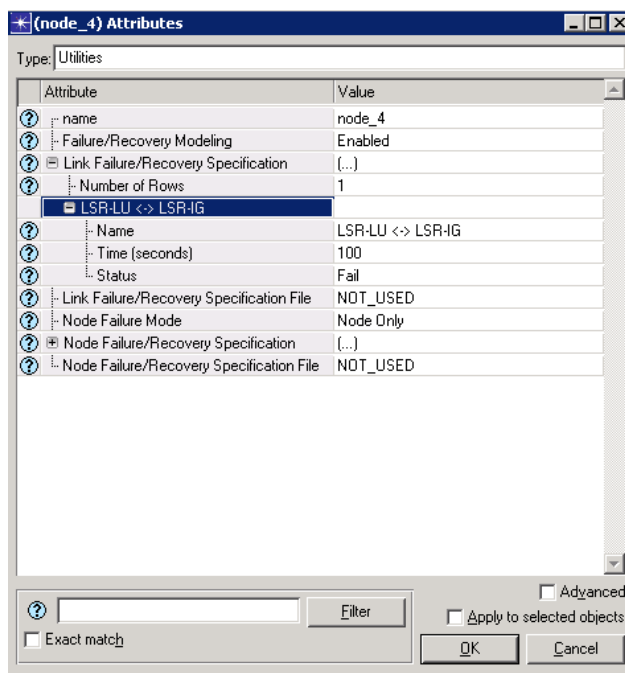 (node_4) Attributes
Type: Utilities
Attribute Value
name node_4
Failure/Recovery Modeling Enabled
Link Failure/Recovery Specification (...)
Number of Rows 1
LSR-LU <-> LSR-IG
Name LSR-LU <-> LSR-IG
Time (seconds) 100
Status Fail
Link Failure/Recovery Specification File NOT_USED
Node Failure Mode Node Only
Node Failure/Recovery Specification (...)
Node Failure/Recovery Specification File NOT_USED
Advanced
Filter
Apply to selected objects
Exact match
OK Cancel